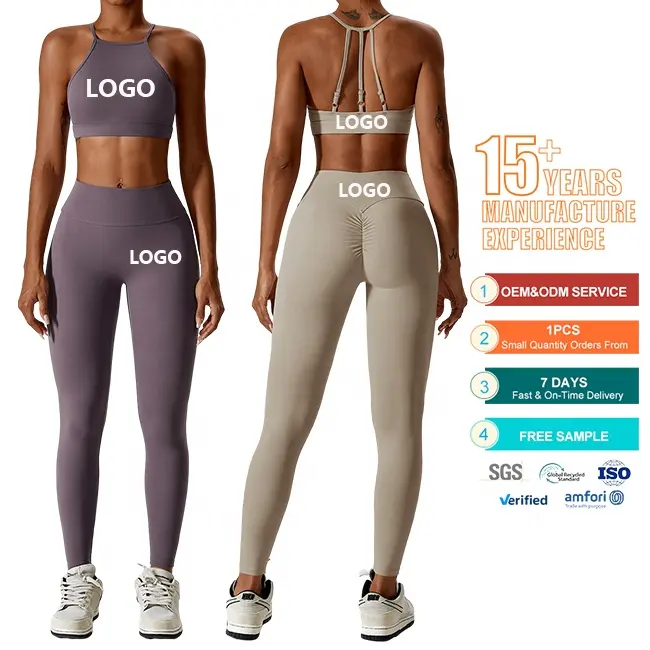 LOGO
LOGO
LOGO
LOGO
15+
YEARS
MANUFACTURE
EXPERIENCE
1 OEM&ODM SERVICE
2 1PCS
Small Quantity Orders From
3 7 DAYS
Fast & On-Time Delivery
4 FREE SAMPLE
SGS Global Recycled Standard ISO
Verified amfori
Trade with purpose